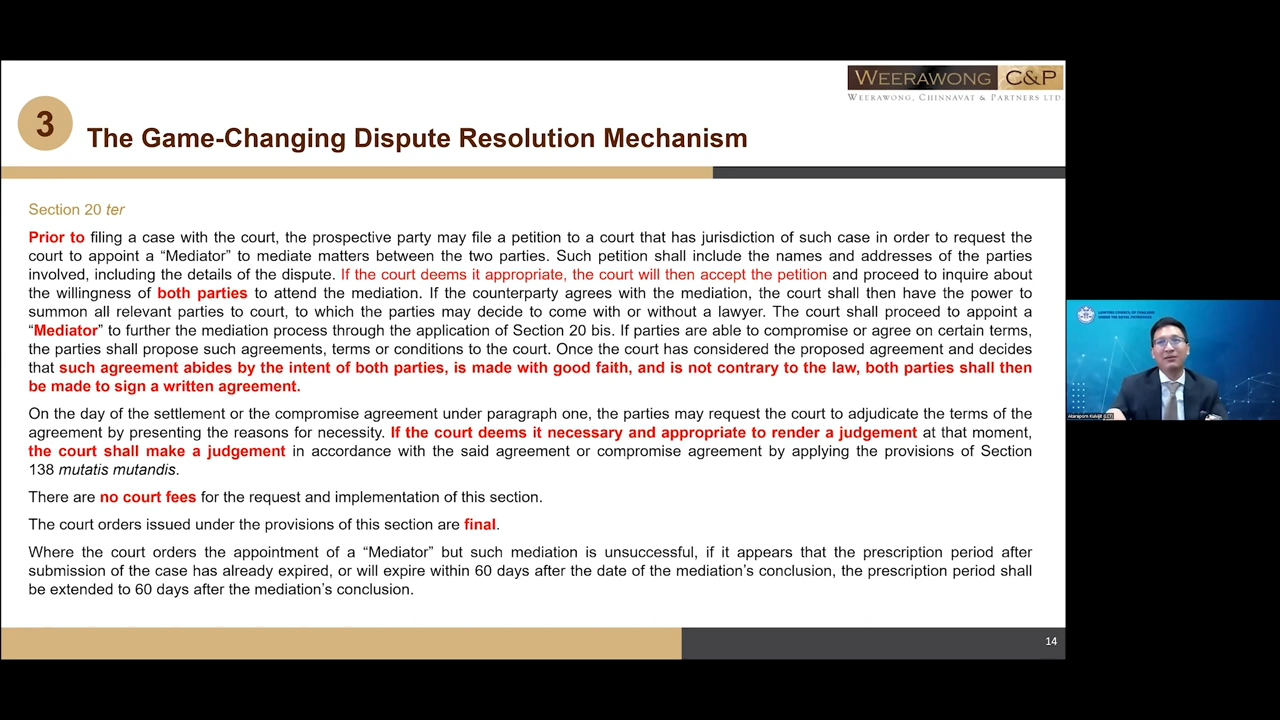 WEERAWONG C&P
WEERAWONG, CHINNAVAT & PARTNERS LTD.
3
The Game-Changing Dispute Resolution Mechanism
Section 20 ter
Prior to filing a case with the court, the prospective party may file a petition to a court that has jurisdiction of such case in order to request the
court to appoint a “Mediator” to mediate matters between the two parties. Such petition shall include the names and addresses of the parties
involved, including the details of the dispute. If the court deems it appropriate, the court will then accept the petition and proceed to inquire about
the willingness of both parties to attend the mediation. If the counterparty agrees with the mediation, the court shall then have the power to
summon all relevant parties to court, to which the parties may decide to come with or without a lawyer. The court shall proceed to appoint a
“Mediator” to further the mediation process through the application of Section 20 bis. If parties are able to compromise or agree on certain terms,
the parties shall propose such agreements, terms or conditions to the court. Once the court has considered the proposed agreement and decides
that such agreement abides by the intent of both parties, is made with good faith, and is not contrary to the law, both parties shall then
be made to sign a written agreement.
On the day of the settlement or the compromise agreement under paragraph one, the parties may request the court to adjudicate the terms of the
agreement by presenting the reasons for necessity. If the court deems it necessary and appropriate to render a judgement at that moment,
the court shall make a judgement in accordance with the said agreement or compromise agreement by applying the provisions of Section
138 mutatis mutandis.
There are no court fees for the request and implementation of this section.
The court orders issued under the provisions of this section are final.
Where the court orders the appointment of a “Mediator” but such mediation is unsuccessful, if it appears that the prescription period after
submission of the case has already expired, or will expire within 60 days after the date of the mediation’s conclusion, the prescription period shall
be extended to 60 days after the mediation’s conclusion.
14
LAWYERS COUNCIL OF THAILAND
UNDER THE ROYAL PATRONAGE